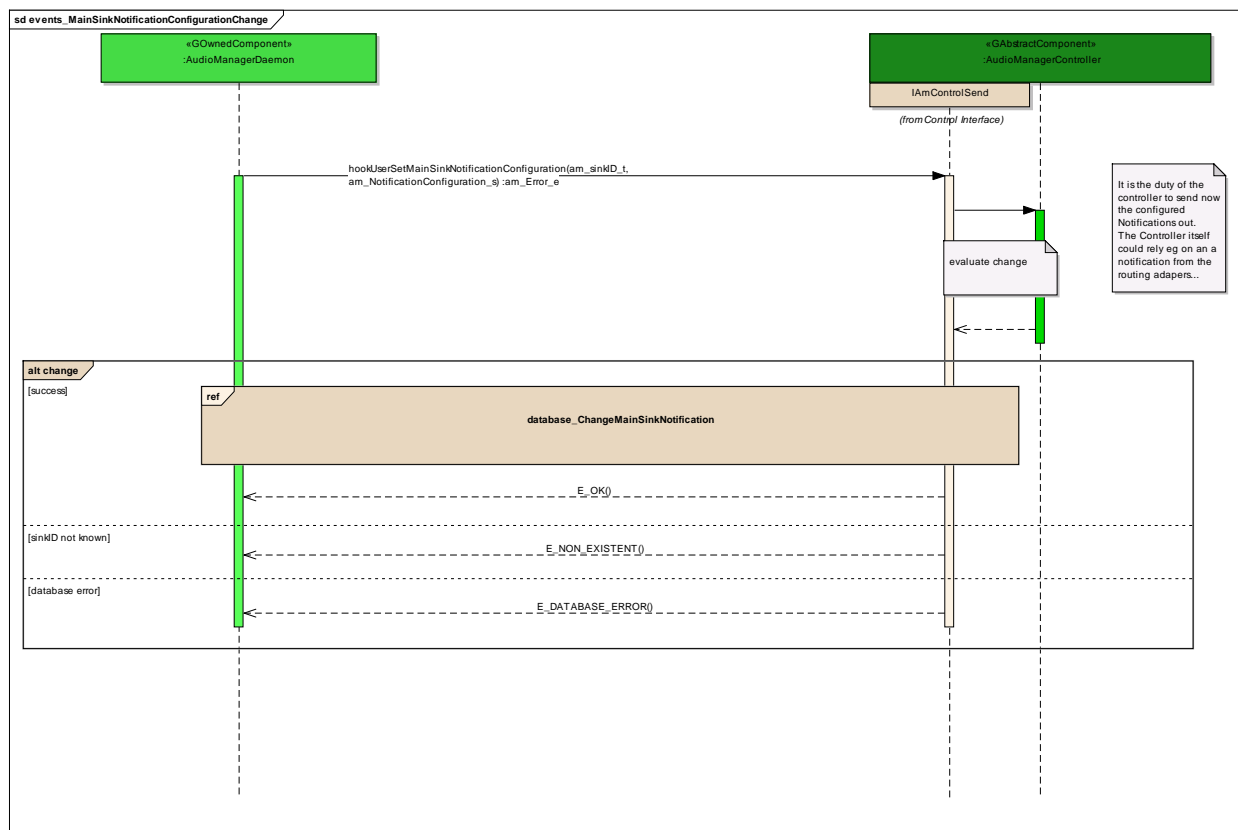 sd events_MainSinkNotificationConfigurationChange
«GOwnedComponent»
:AudioManagerDaemon
«GAbstractComponent»
:AudioManagerController
IAmControlSend
(from Control Interface)
hookUserSetMainSinkNotificationConfiguration(am_sinkID_t,
am_NotificationConfiguration_s) :am_Error_e
It is the duty of the
controller to send now
the configured
Notifications out.
The Controller itself
could rely eg on an a
notification from the
routing adapers...
evaluate change
alt change
[success]
ref
database_ChangeMainSinkNotification
E_OK()
[sinkID not known]
E_NON_EXISTENT()
[database error]
E_DATABASE_ERROR()